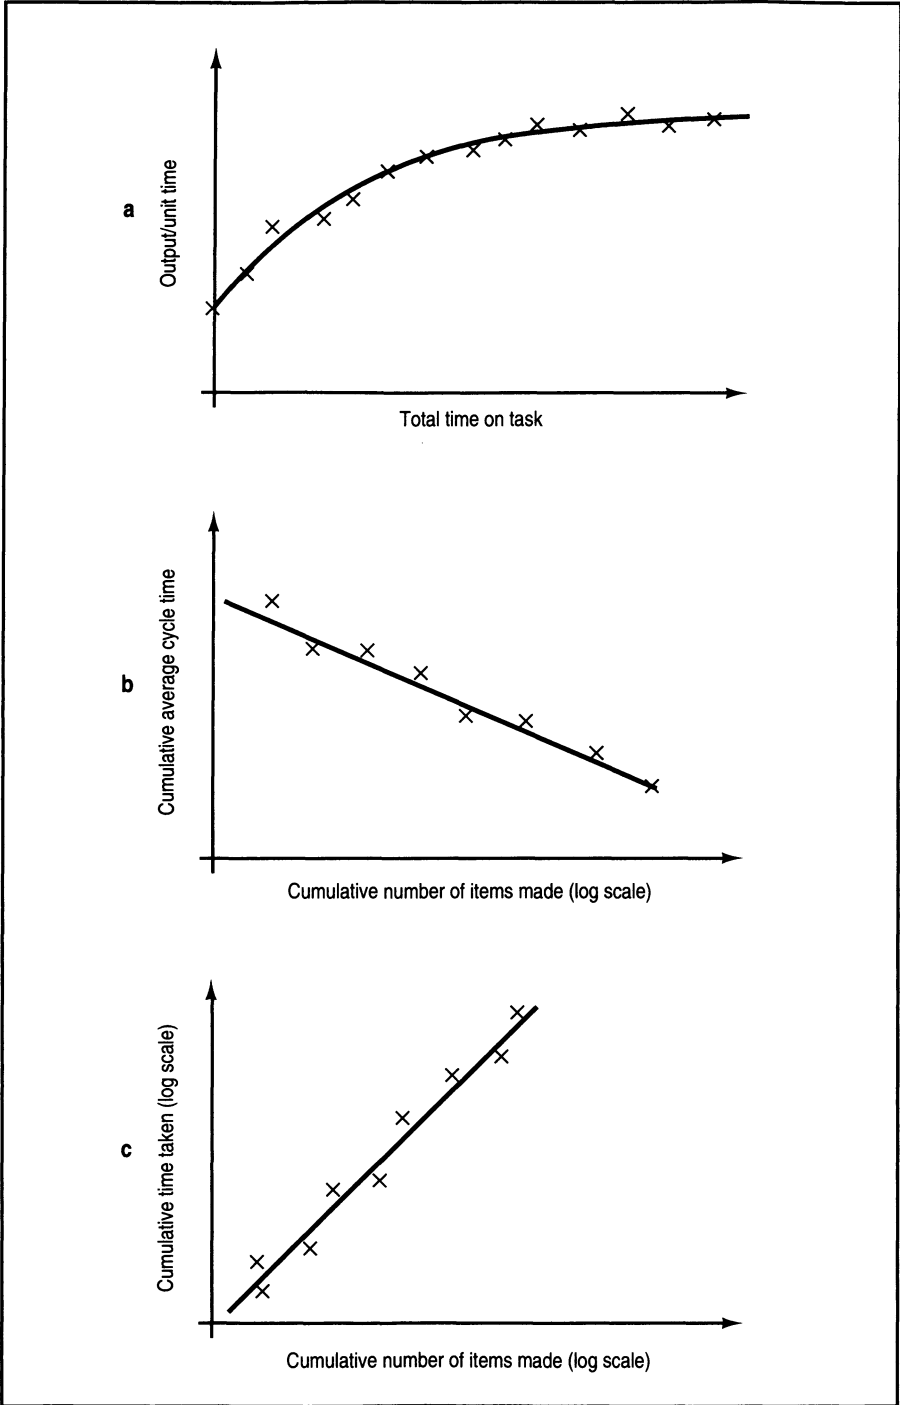 a
Output/unit time
Total time on task
b
Cumulative average cycle time
Cumulative number of items made (log scale)
c
Cumulative time taken (log scale)
Cumulative number of items made (log scale)